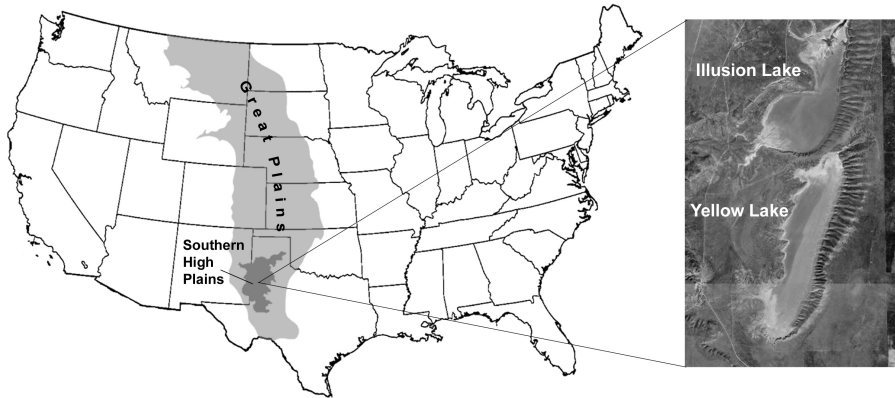 Great Plains
Southern
High
Plains
Illusion Lake
Yellow Lake